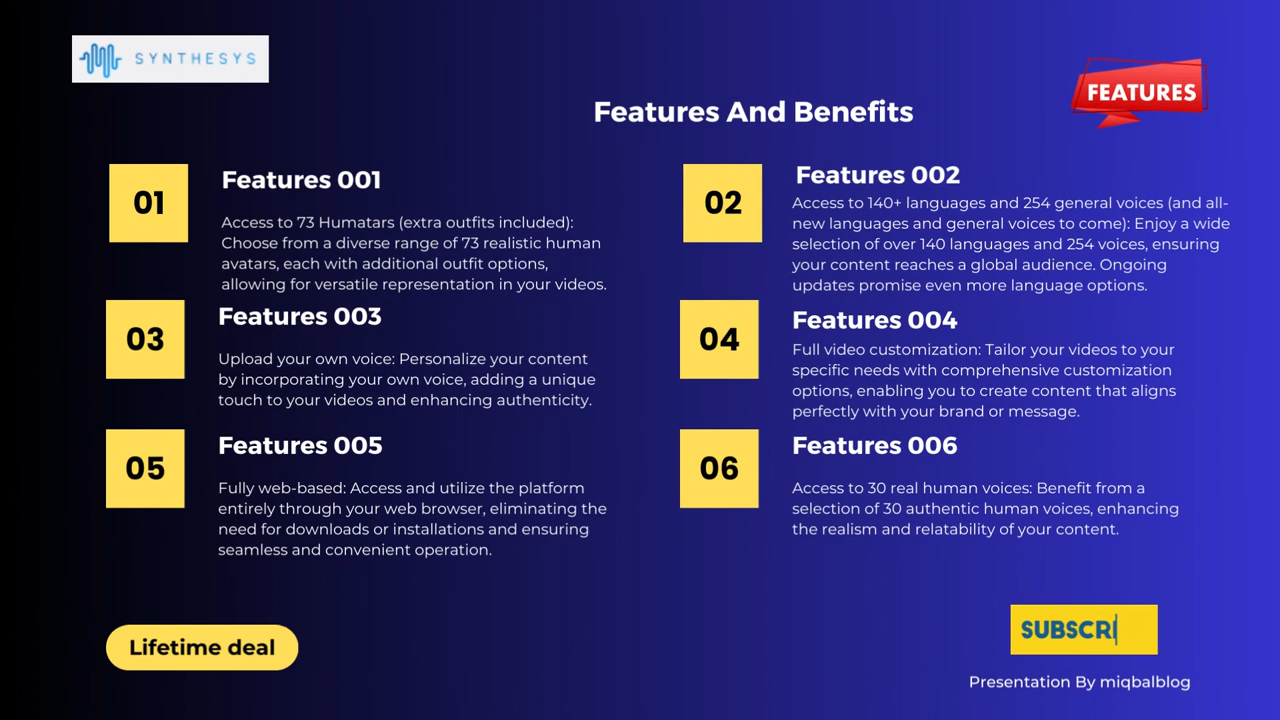 SYNTHESYS
FEATURES
Features And Benefits
01
Features 001
Access to 73 Humatars (extra outfits included):
Choose from a diverse range of 73 realistic human
avatars, each with additional outfit options,
allowing for versatile representation in your videos.
02
Features 002
Access to 140+ languages and 254 general voices (and all-
new languages and general voices to come): Enjoy a wide
selection of over 140 languages and 254 voices, ensuring
your content reaches a global audience. Ongoing
updates promise even more language options.
03
Features 003
Upload your own voice: Personalize your content
by incorporating your own voice, adding a unique
touch to your videos and enhancing authenticity.
04
Features 004
Full video customization: Tailor your videos to your
specific needs with comprehensive customization
options, enabling you to create content that aligns
perfectly with your brand or message.
05
Features 005
Fully web-based: Access and utilize the platform
entirely through your web browser, eliminating the
need for downloads or installations and ensuring
seamless and convenient operation.
06
Features 006
Access to 30 real human voices: Benefit from a
selection of 30 authentic human voices, enhancing
the realism and relatability of your content.
Lifetime deal
SUBSCRI
Presentation By miqbalblog